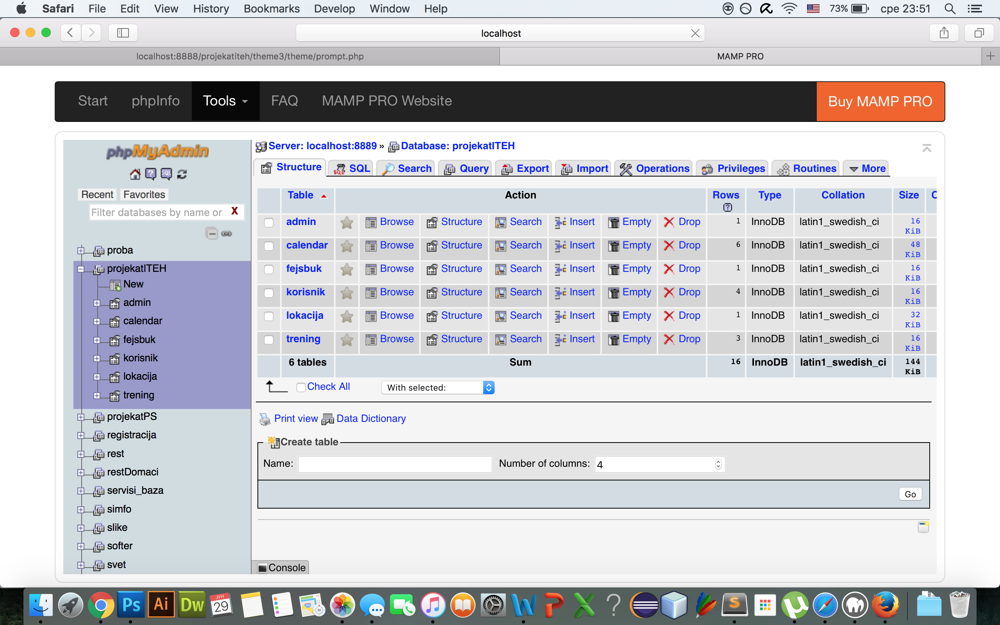 Safari File Edit View History Bookmarks Develop Window Help 73% сре 23:51
localhost
localhost:8888/projekatiteh/theme3/theme/prompt.php MAMP PRO
Start phpInfo Tools FAQ MAMP PRO Website Buy MAMP PRO
phpMyAdmin
Recent Favorites
Filter databases by name or X
proba
projekatITEH
New
admin
calendar
fejsbuk
korisnik
lokacija
trening
projekatPS
registracija
rest
restDomaci
servisi_baza
simfo
slike
softer
svet
Server: localhost:8889 » Database: projekatITEH
Structure SQL Search Query Export Import Operations Privileges Routines More
Table Action Rows Type Collation Size
admin Browse Structure Search Insert Empty Drop 1 InnoDB latin1_swedish_ci 16 KiB
calendar Browse Structure Search Insert Empty Drop 6 InnoDB latin1_swedish_ci 48 KiB
fejsbuk Browse Structure Search Insert Empty Drop 1 InnoDB latin1_swedish_ci 16 KiB
korisnik Browse Structure Search Insert Empty Drop 4 InnoDB latin1_swedish_ci 16 KiB
lokacija Browse Structure Search Insert Empty Drop 1 InnoDB latin1_swedish_ci 32 KiB
trening Browse Structure Search Insert Empty Drop 3 InnoDB latin1_swedish_ci 16 KiB
6 tables Sum 16 InnoDB latin1_swedish_ci 144 KiB
Check All With selected:
Print view Data Dictionary
Create table
Name: Number of columns: 4
Go
Console
Ps Ai Dw ЈУН 29